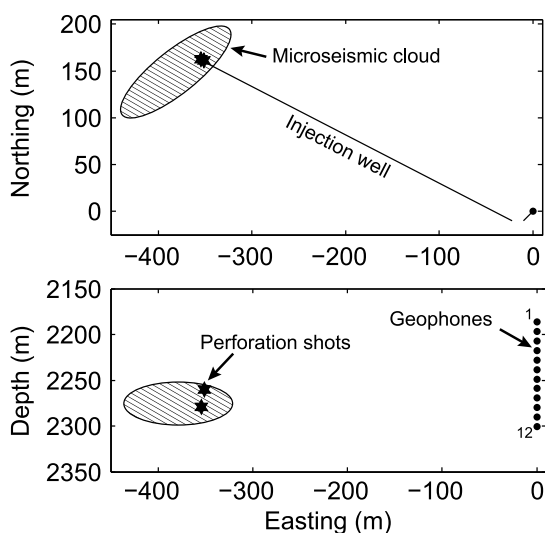 200
150
100
50
0
Northing (m)
Microseismic cloud
Injection well
−400 −300 −200 −100 0
2150
2200
2250
2300
2350
Depth (m)
1
Geophones
Perforation shots
12
−400 −300 −200 −100 0
Easting (m)